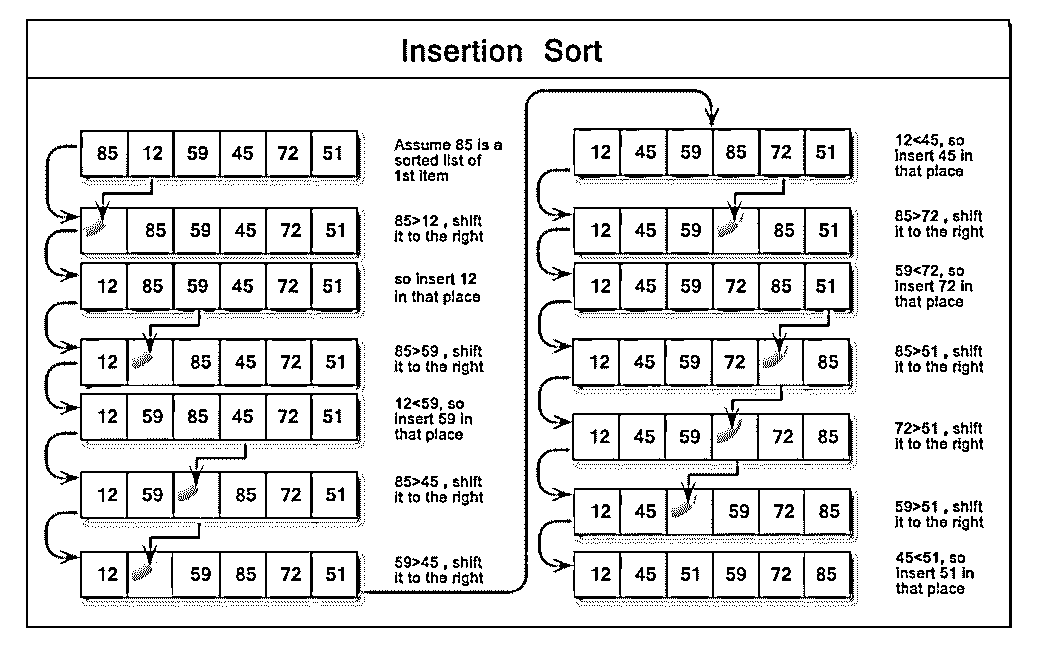 Insertion Sort
85 12 59 45 72 51
Assume 85 is a
sorted list of
1st item
85 59 45 72 51
85>12 , shift
it to the right
12 85 59 45 72 51
so insert 12
in that place
12 85 45 72 51
85>59 , shift
it to the right
12 59 85 45 72 51
12<59, so
insert 59 in
that place
12 59 85 72 51
85>45 , shift
it to the right
12 59 85 72 51
59>45 , shift
it to the right
12 45 59 85 72 51
12<45, so
insert 45 in
that place
12 45 59 85 51
85>72 , shift
it to the right
12 45 59 72 85 51
59<72, so
insert 72 in
that place
12 45 59 72 85
85>51 , shift
it to the right
12 45 59 72 85
72>51 , shift
it to the right
12 45 59 72 85
59>51 , shift
it to the right
12 45 51 59 72 85
45<51, so
insert 51 in
that place